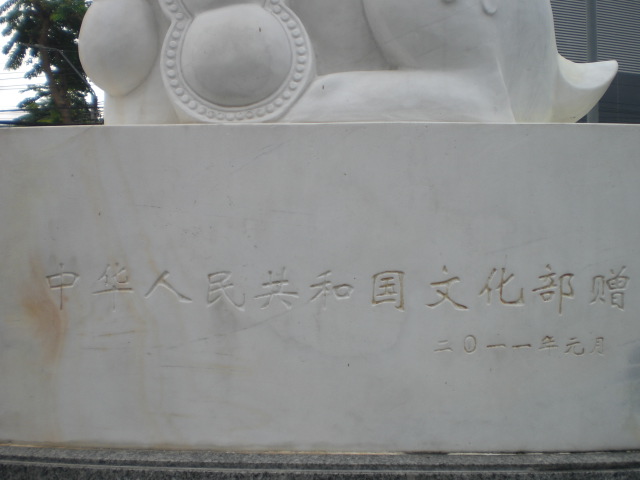 中华人民共和国文化部赠
二〇一一年元月